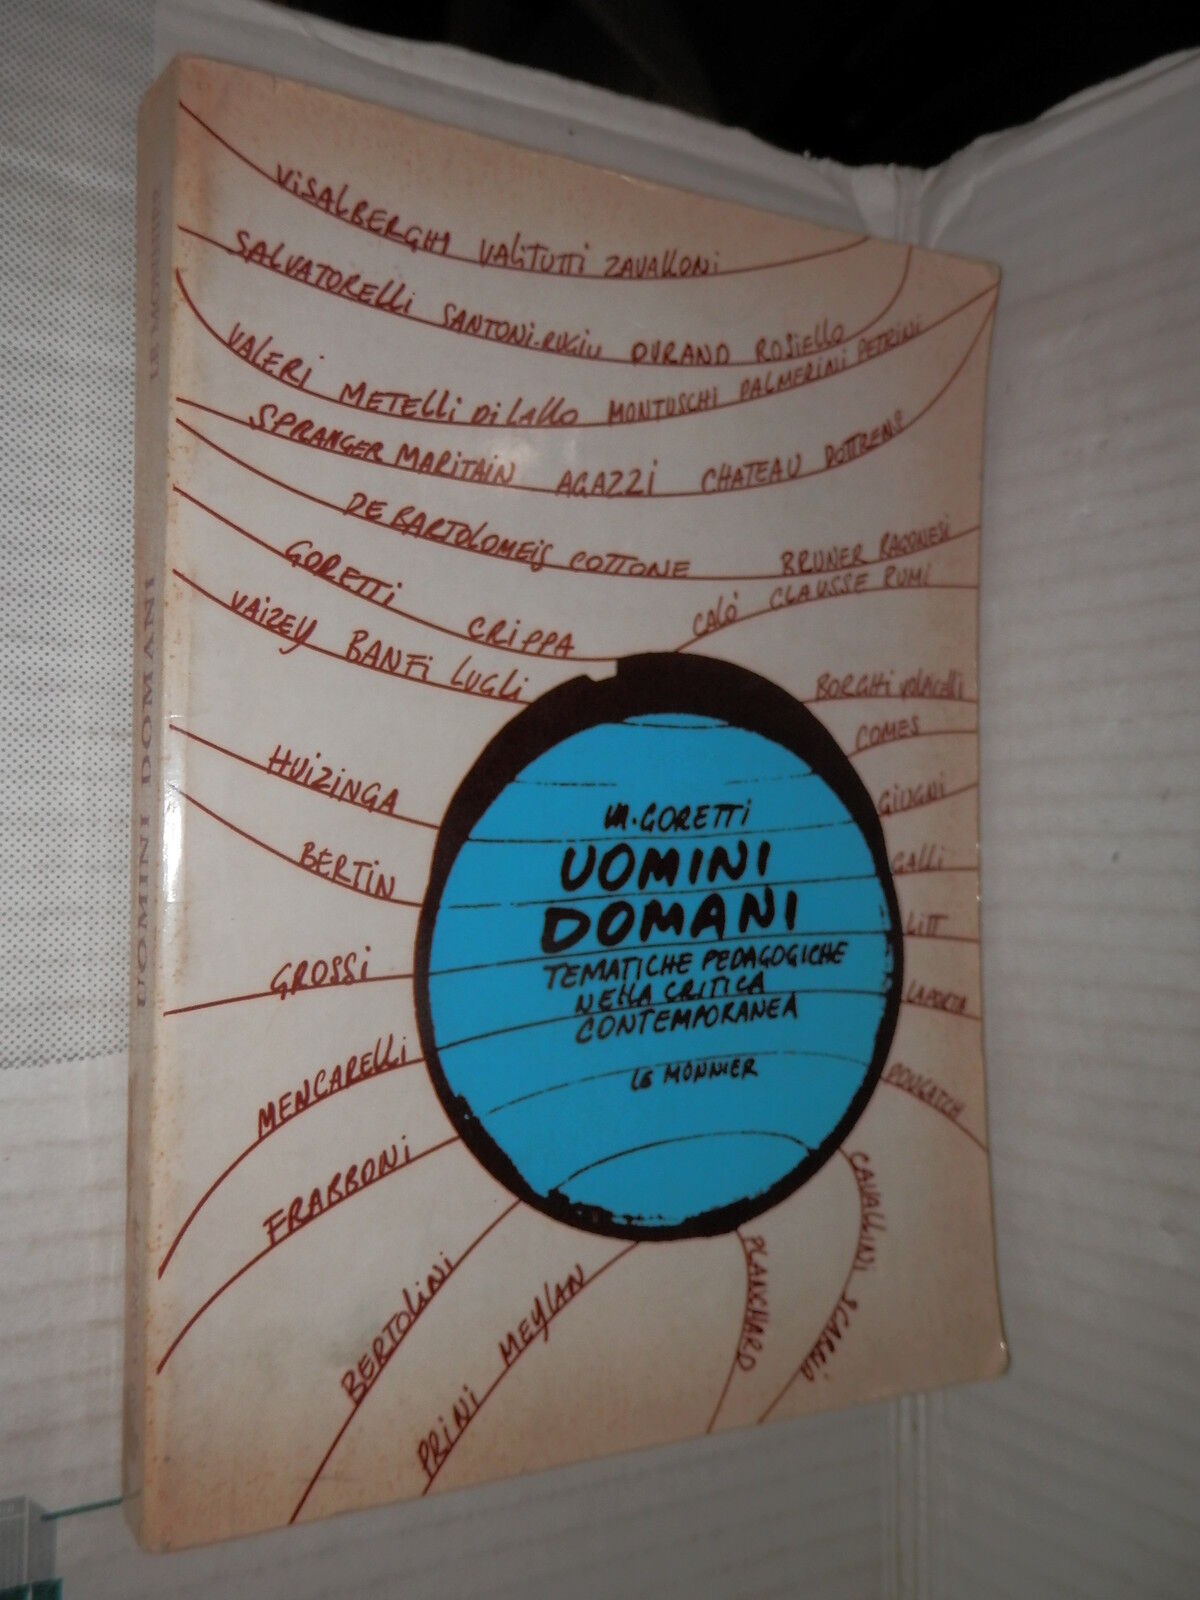 VISALBERGHI VALITUTTI ZAVALLONI
SALVATORELLI SANTONI-RUGIU DURAND ROSIELLO
VALERI METELLI DI LALLO MONTUSCHI PALMERINI PETRINI
SPRANGER MARITAIN AGAZZI CHATEAU DOTTRENS
DE BARTOLOMEIS COTTONE BRUNER RAGONESI
GORETTI CRIPPA CALÒ CLAUSSE RUMI
VAIZEY BANFI LUGLI
BORGHI VOLPICELLI
COMES
HUIZINGA
GIUGNI
BERTIN
GALLI
LITT
GROSSI
LAPORTA
MENCARELLI
POUGATCH
FRABBONI
CAVALLINI SCAGLIA
BERTOLINI
PRINI MEYLAN
PLANCHARD
M. GORETTI
UOMINI
DOMANI
TEMATICHE PEDAGOGICHE
NELLA CRITICA
CONTEMPORANEA
LE MONNIER
UOMINI DOMANI
LE MONNIER